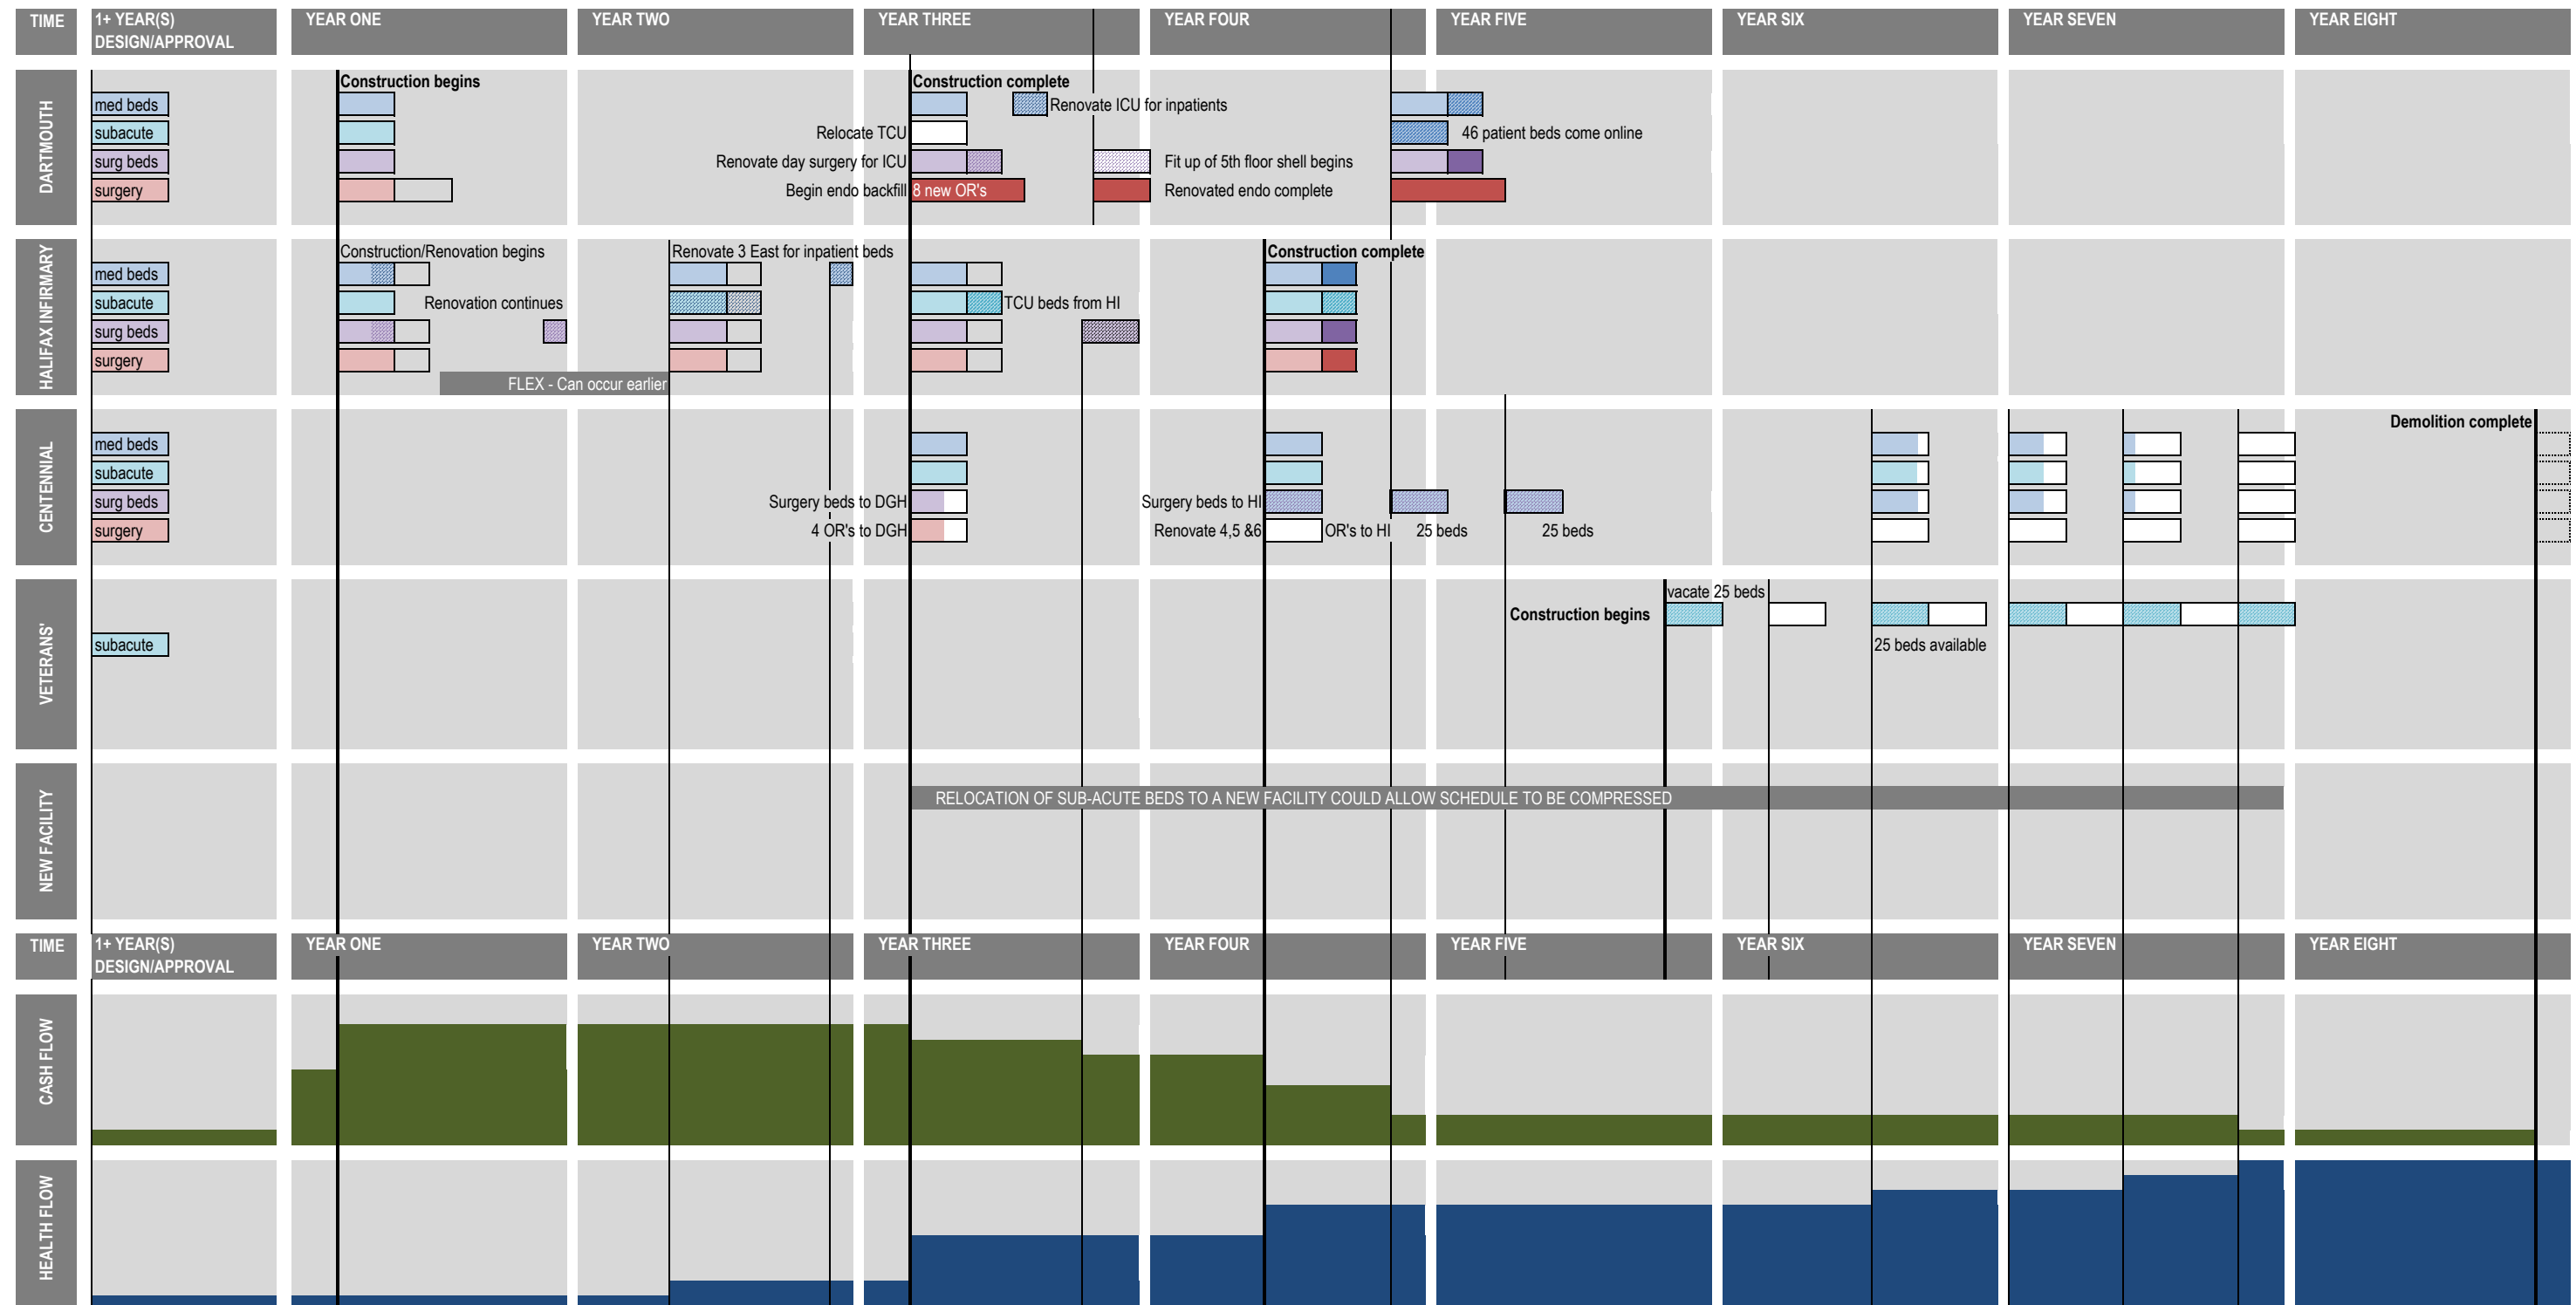 TIME
1+ YEAR(S)
DESIGN/APPROVAL
YEAR ONE
YEAR TWO
YEAR THREE
YEAR FOUR
YEAR FIVE
YEAR SIX
YEAR SEVEN
YEAR EIGHT
DARTMOUTH
Construction begins
Construction complete
med beds
Renovate ICU for inpatients
subacute
Relocate TCU
46 patient beds come online
surg beds
Renovate day surgery for ICU
Fit up of 5th floor shell begins
surgery
Begin endo backfill
8 new OR's
Renovated endo complete
HALIFAX INFIRMARY
Construction/Renovation begins
Renovate 3 East for inpatient beds
Construction complete
med beds
subacute
Renovation continues
TCU beds from HI
surg beds
surgery
FLEX - Can occur earlier
CENTENNIAL
Demolition complete
med beds
subacute
surg beds
Surgery beds to DGH
Surgery beds to HI
surgery
4 OR's to DGH
Renovate 4,5 &6
OR's to HI
25 beds
25 beds
VETERANS'
vacate 25 beds
Construction begins
subacute
25 beds available
NEW FACILITY
RELOCATION OF SUB-ACUTE BEDS TO A NEW FACILITY COULD ALLOW SCHEDULE TO BE COMPRESSED
TIME
1+ YEAR(S)
DESIGN/APPROVAL
YEAR ONE
YEAR TWO
YEAR THREE
YEAR FOUR
YEAR FIVE
YEAR SIX
YEAR SEVEN
YEAR EIGHT
CASH FLOW
HEALTH FLOW